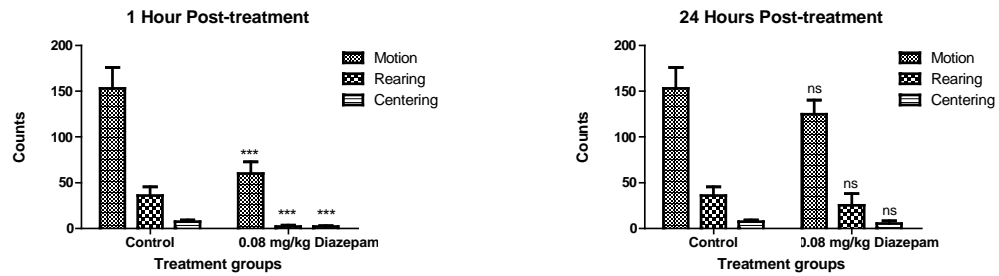 1 Hour Post-treatment
200
150
100
50
0
Counts
Motion
Rearing
Centering
***
***
***
Control
0.08 mg/kg Diazepam
Treatment groups
24 Hours Post-treatment
200
150
100
50
0
Counts
Motion
Rearing
Centering
ns
ns
ns
Control
0.08 mg/kg Diazepam
Treatment groups